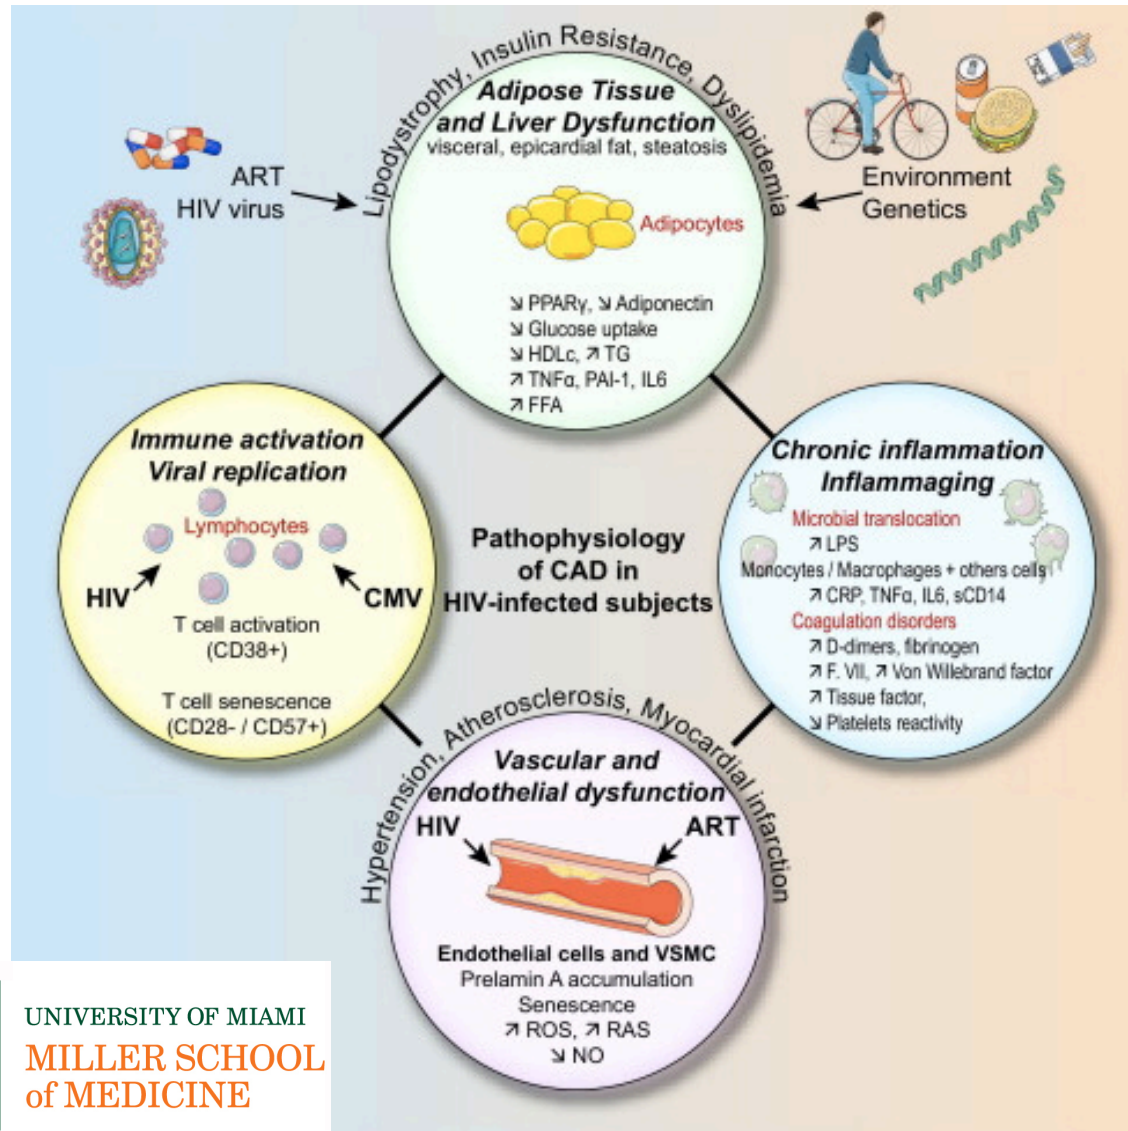 Lipodystrophy, Insulin Resistance, Dyslipidemia
Adipose Tissue
and Liver Dysfunction
visceral, epicardial fat, steatosis
Adipocytes
↘ PPARγ, ↘ Adiponectin
↘ Glucose uptake
↘ HDLc, ↗ TG
↗ TNFα, PAI-1, IL6
↗ FFA
ART
HIV virus
Environment
Genetics
Immune activation
Viral replication
Lymphocytes
HIV
CMV
T cell activation
(CD38+)
T cell senescence
(CD28- / CD57+)
Pathophysiology
of CAD in
HIV-infected subjects
Chronic inflammation
Inflammaging
Microbial translocation
↗ LPS
Monocytes / Macrophages + others cells
↗ CRP, TNFα, IL6, sCD14
Coagulation disorders
↗ D-dimers, fibrinogen
↗ F. VII, ↗ Von Willebrand factor
↗ Tissue factor,
↘ Platelets reactivity
Hypertension, Atherosclerosis, Myocardial infarction
Vascular and
endothelial dysfunction
HIV
ART
Endothelial cells and VSMC
Prelamin A accumulation
Senescence
↗ ROS, ↗ RAS
↘ NO
UNIVERSITY OF MIAMI
MILLER SCHOOL
of MEDICINE